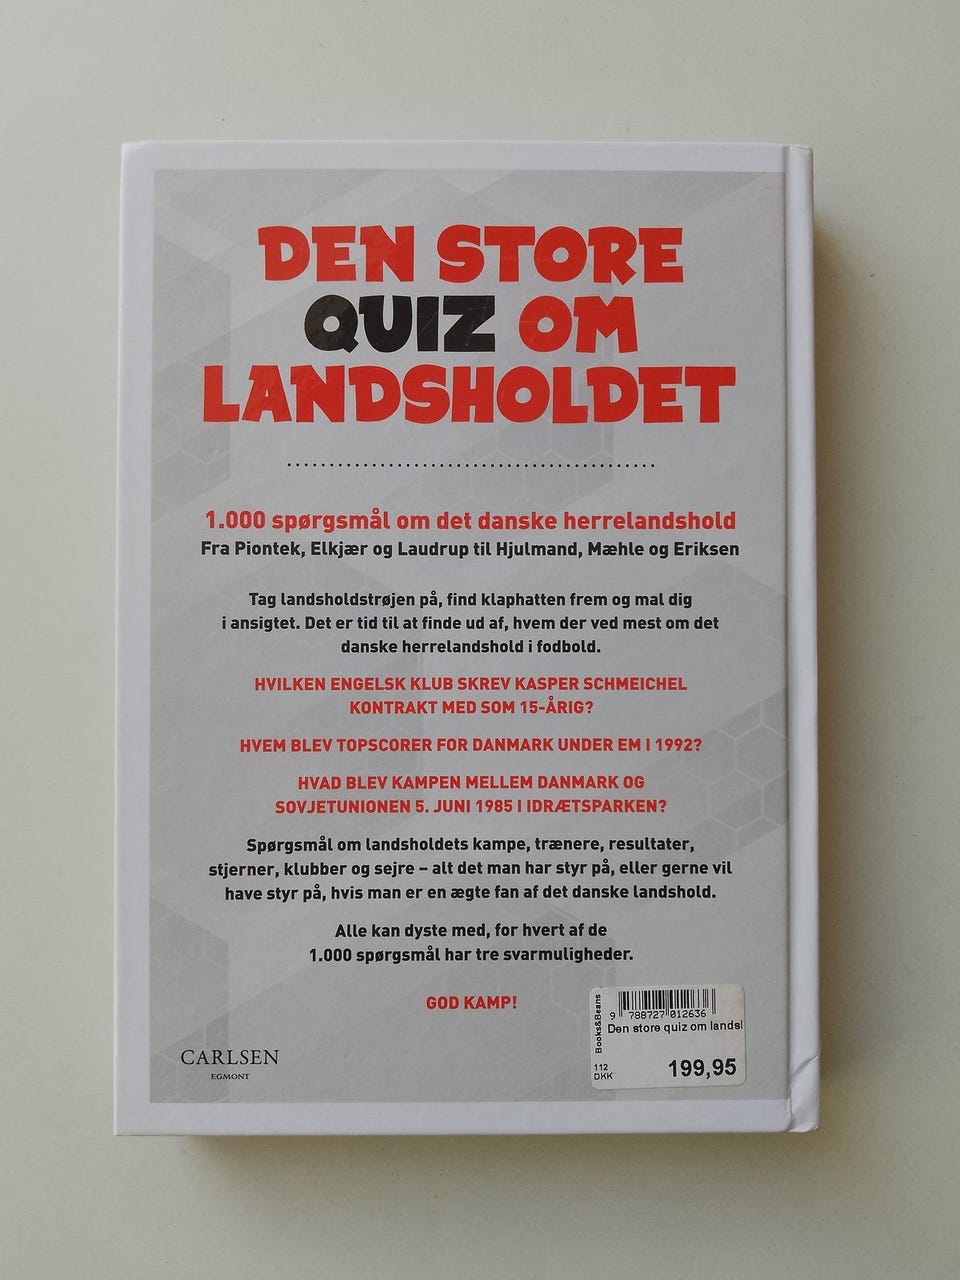 DEN STORE
QUIZ OM
LANDSHOLDET
1.000 spørgsmål om det danske herrelandshold
Fra Piontek, Elkjær og Laudrup til Hjulmand, Mæhle og Eriksen
Tag landsholdstrøjen på, find klaphatten frem og mal dig
i ansigtet. Det er tid til at finde ud af, hvem der ved mest om det
danske herrelandshold i fodbold.
HVILKEN ENGELSK KLUB SKREV KASPER SCHMEICHEL
KONTRAKT MED SOM 15-ÅRIG?
HVEM BLEV TOPSCORER FOR DANMARK UNDER EM I 1992?
HVAD BLEV KAMPEN MELLEM DANMARK OG
SOVJETUNIONEN 5. JUNI 1985 I IDRÆTSPARKEN?
Spørgsmål om landsholdets kampe, trænere, resultater,
stjerner, klubber og sejre – alt det man har styr på, eller gerne vil
have styr på, hvis man er en ægte fan af det danske landshold.
Alle kan dyste med, for hvert af de
1.000 spørgsmål har tre svarmuligheder.
GOD KAMP!
CARLSEN
EGMONT
Books&Beans
9 788727 012636
Den store quiz om landsl
112
DKK
199,95